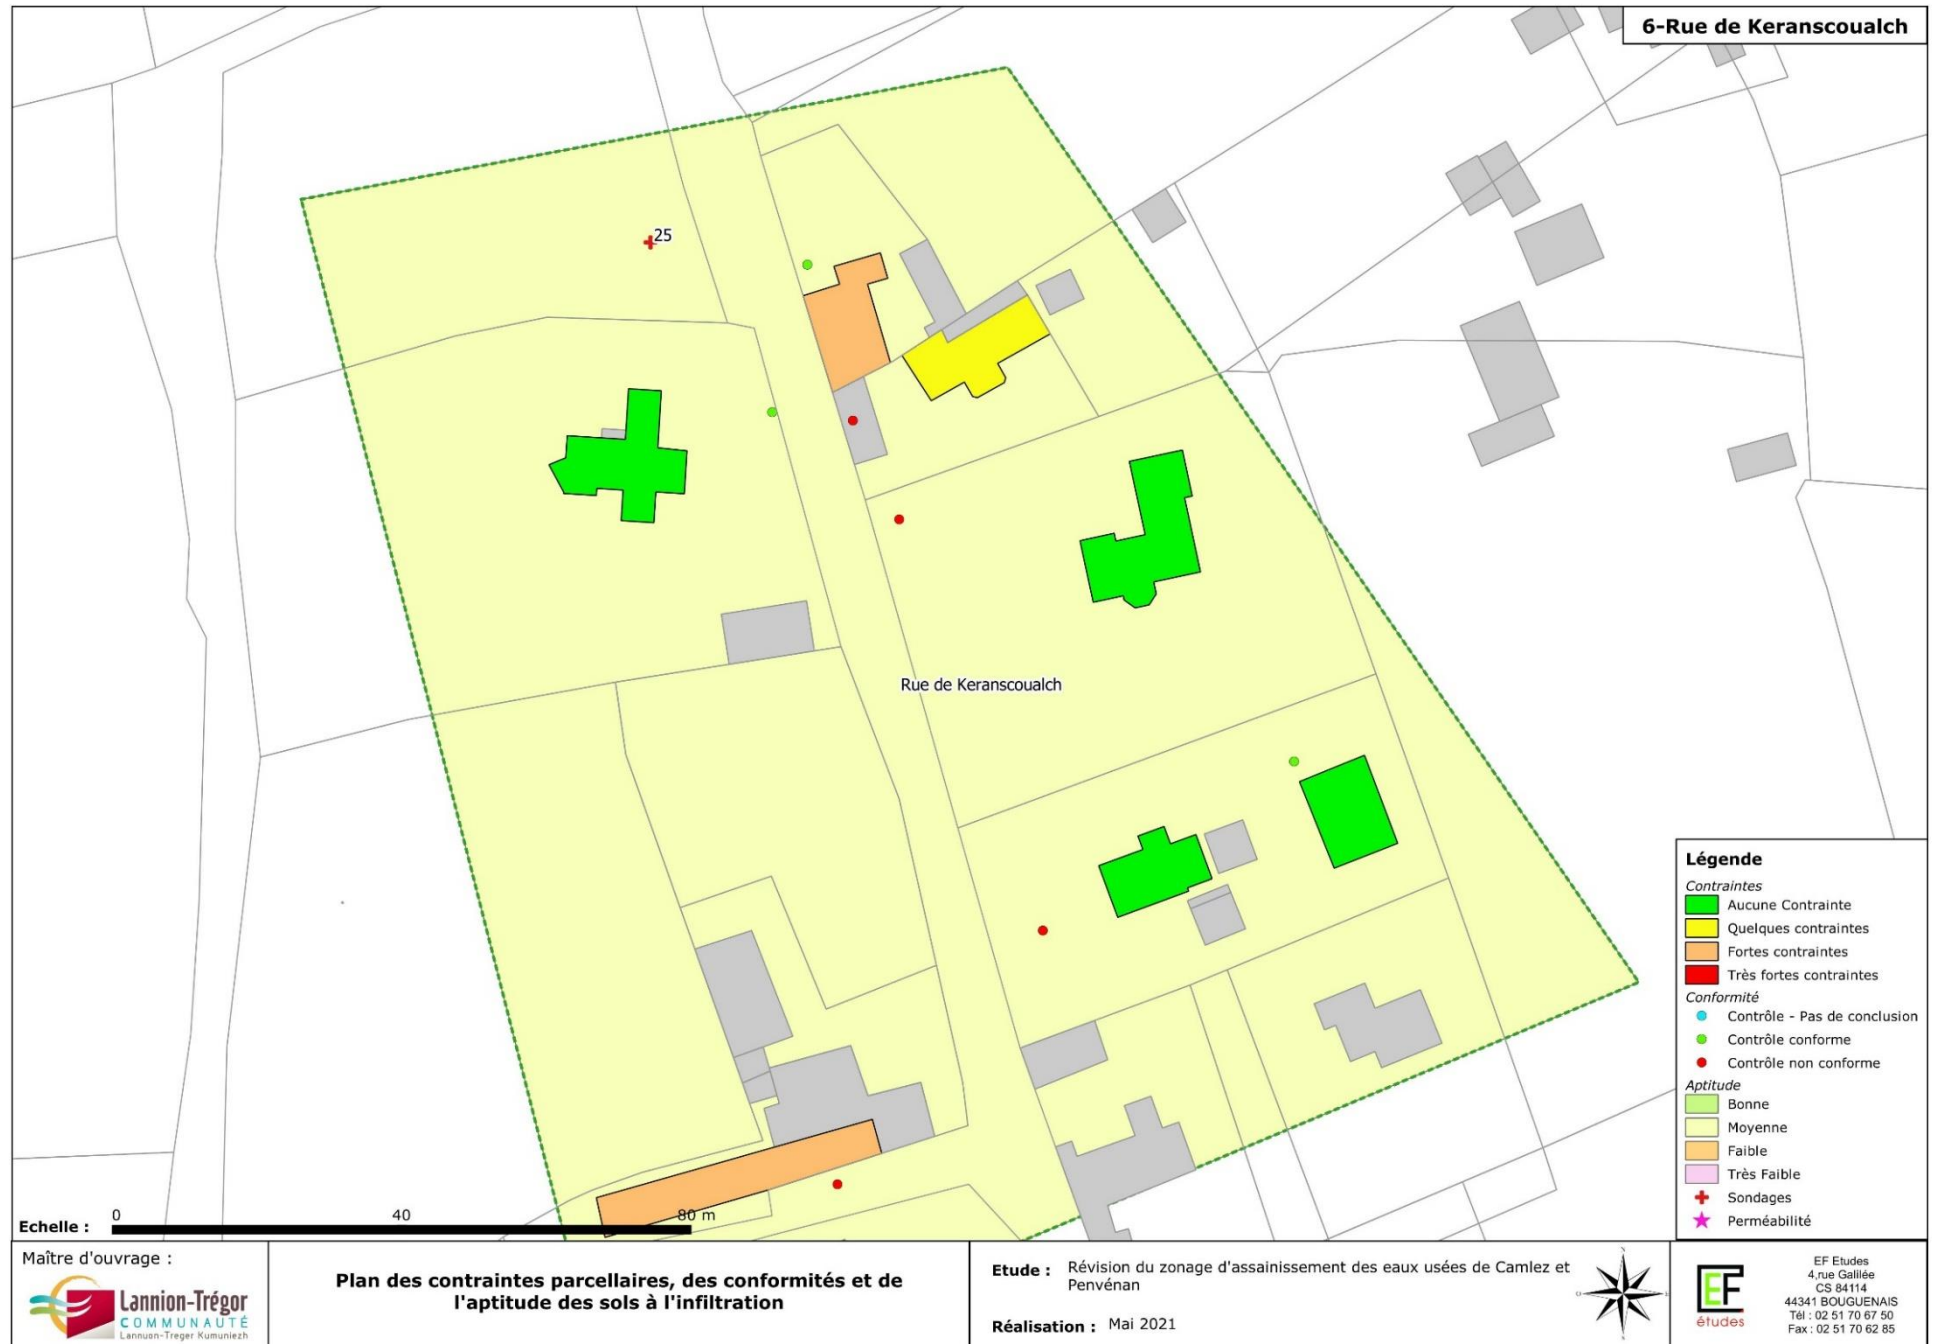 6-Rue de Keranscoualch
25
Rue de Keranscoualch
Légende
Contraintes
Aucune Contrainte
Quelques contraintes
Fortes contraintes
Très fortes contraintes
Conformité
Contrôle - Pas de conclusion
Contrôle conforme
Contrôle non conforme
Aptitude
Bonne
Moyenne
Faible
Très Faible
Sondages
Perméabilité
Echelle :
0 40 80 m
Maître d'ouvrage :
Lannion-Trégor
COMMUNAUTÉ
Lannuon-Treger Kumuniezh
Plan des contraintes parcellaires, des conformités et de
l'aptitude des sols à l'infiltration
Etude : Révision du zonage d'assainissement des eaux usées de Camlez et
Penvénan
Réalisation : Mai 2021
EF
études
EF Etudes
4,rue Galilée
CS 84114
44341 BOUGUENAIS
Tél : 02 51 70 67 50
Fax : 02 51 70 62 85